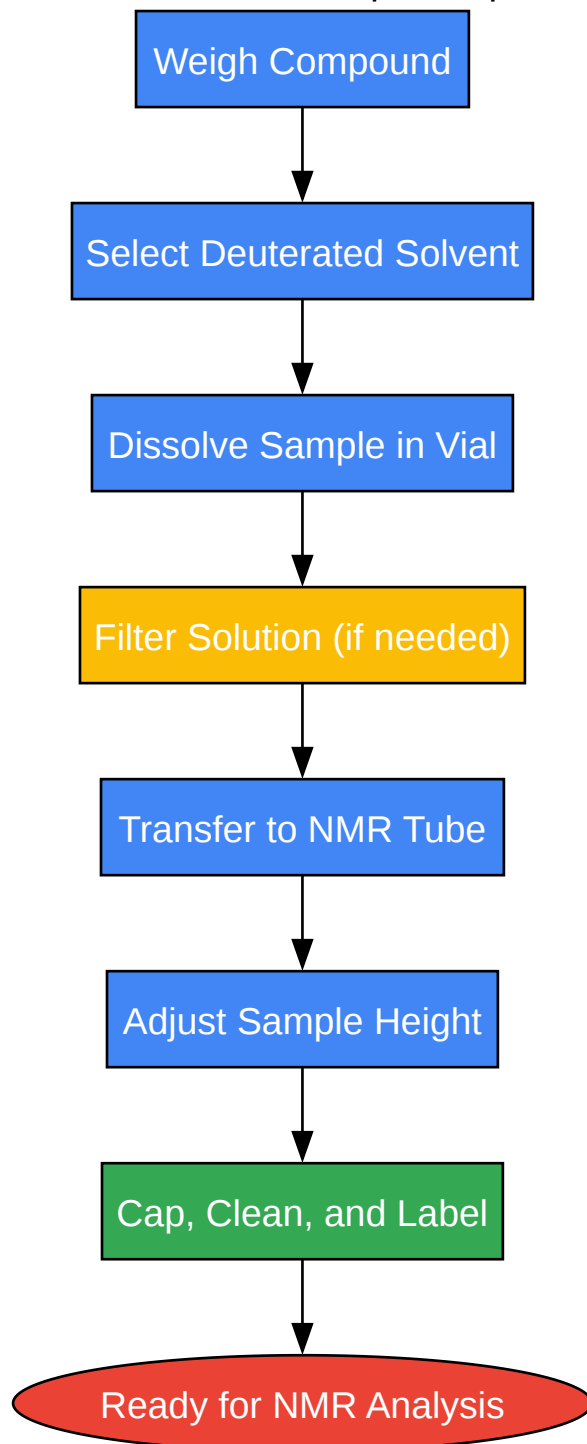 Weigh Compound
Select Deuterated Solvent
Dissolve Sample in Vial
Filter Solution (if needed)
Transfer to NMR Tube
Adjust Sample Height
Cap, Clean, and Label
Ready for NMR Analysis